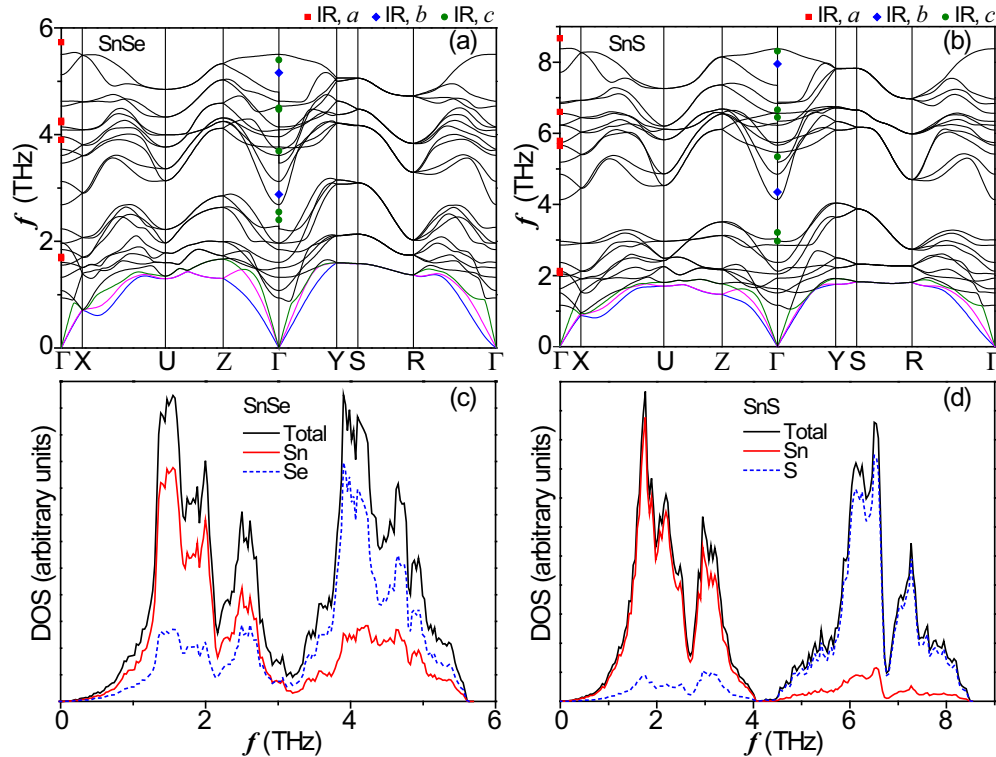 IR, a IR, b IR, c
IR, a IR, b IR, c
SnSe
(a)
6
4
2
0
f (THz)
Γ X U Z Γ Y S R Γ
SnS
(b)
8
6
4
2
0
f (THz)
Γ X U Z Γ Y S R Γ
SnSe
(c)
Total
Sn
Se
DOS (arbitrary units)
0 2 4 6
f (THz)
SnS
(d)
Total
Sn
S
DOS (arbitrary units)
0 2 4 6 8
f (THz)